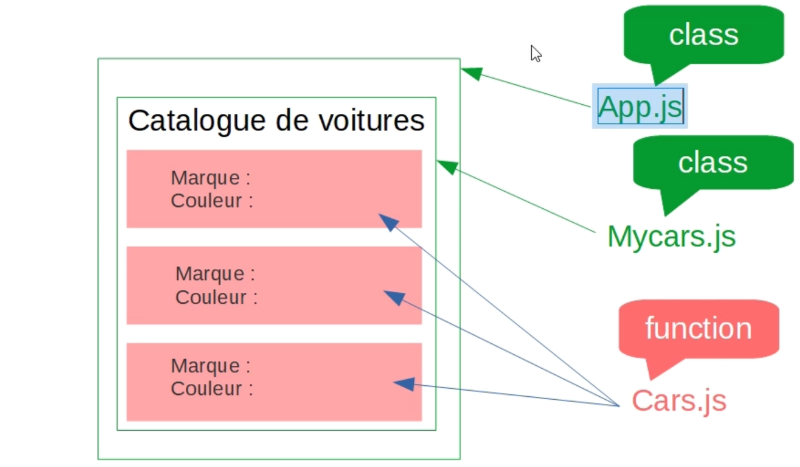 class
App.js
Catalogue de voitures
class
Marque :
Couleur :
Mycars.js
Marque :
Couleur :
function
Marque :
Couleur :
Cars.js